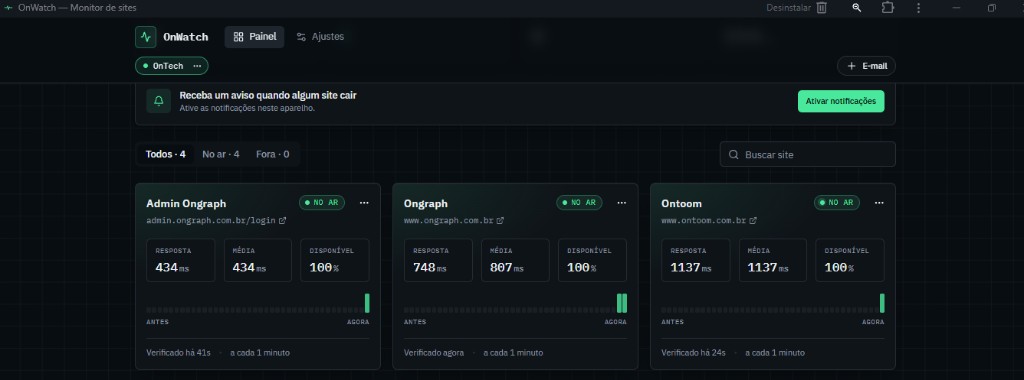 OnWatch — Monitor de sites
Desinstalar
OnWatch
Painel
Ajustes
OnTech
E-mail
Receba um aviso quando algum site cair
Ative as notificações neste aparelho.
Ativar notificações
Todos · 4
No ar · 4
Fora · 0
Buscar site
Admin Ongraph
NO AR
admin.ongraph.com.br/login
RESPOSTA
434ms
MÉDIA
434ms
DISPONÍVEL
100%
ANTES
AGORA
Verificado há 41s · a cada 1 minuto
Ongraph
NO AR
www.ongraph.com.br
RESPOSTA
748ms
MÉDIA
807ms
DISPONÍVEL
100%
ANTES
AGORA
Verificado agora · a cada 1 minuto
Ontoom
NO AR
www.ontoom.com.br
RESPOSTA
1137ms
MÉDIA
1137ms
DISPONÍVEL
100%
ANTES
AGORA
Verificado há 24s · a cada 1 minuto